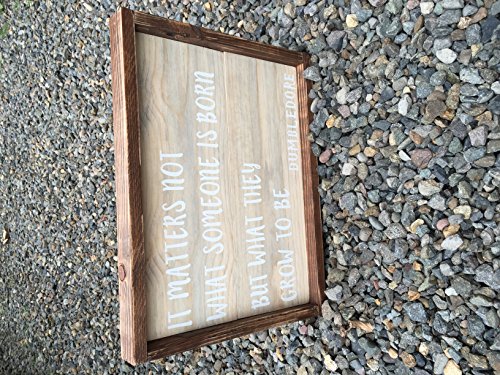 IT MATTERS NOT
WHAT SOMEONE IS BORN
BUT WHAT THEY
GROW TO BE
DUMBLEDORE